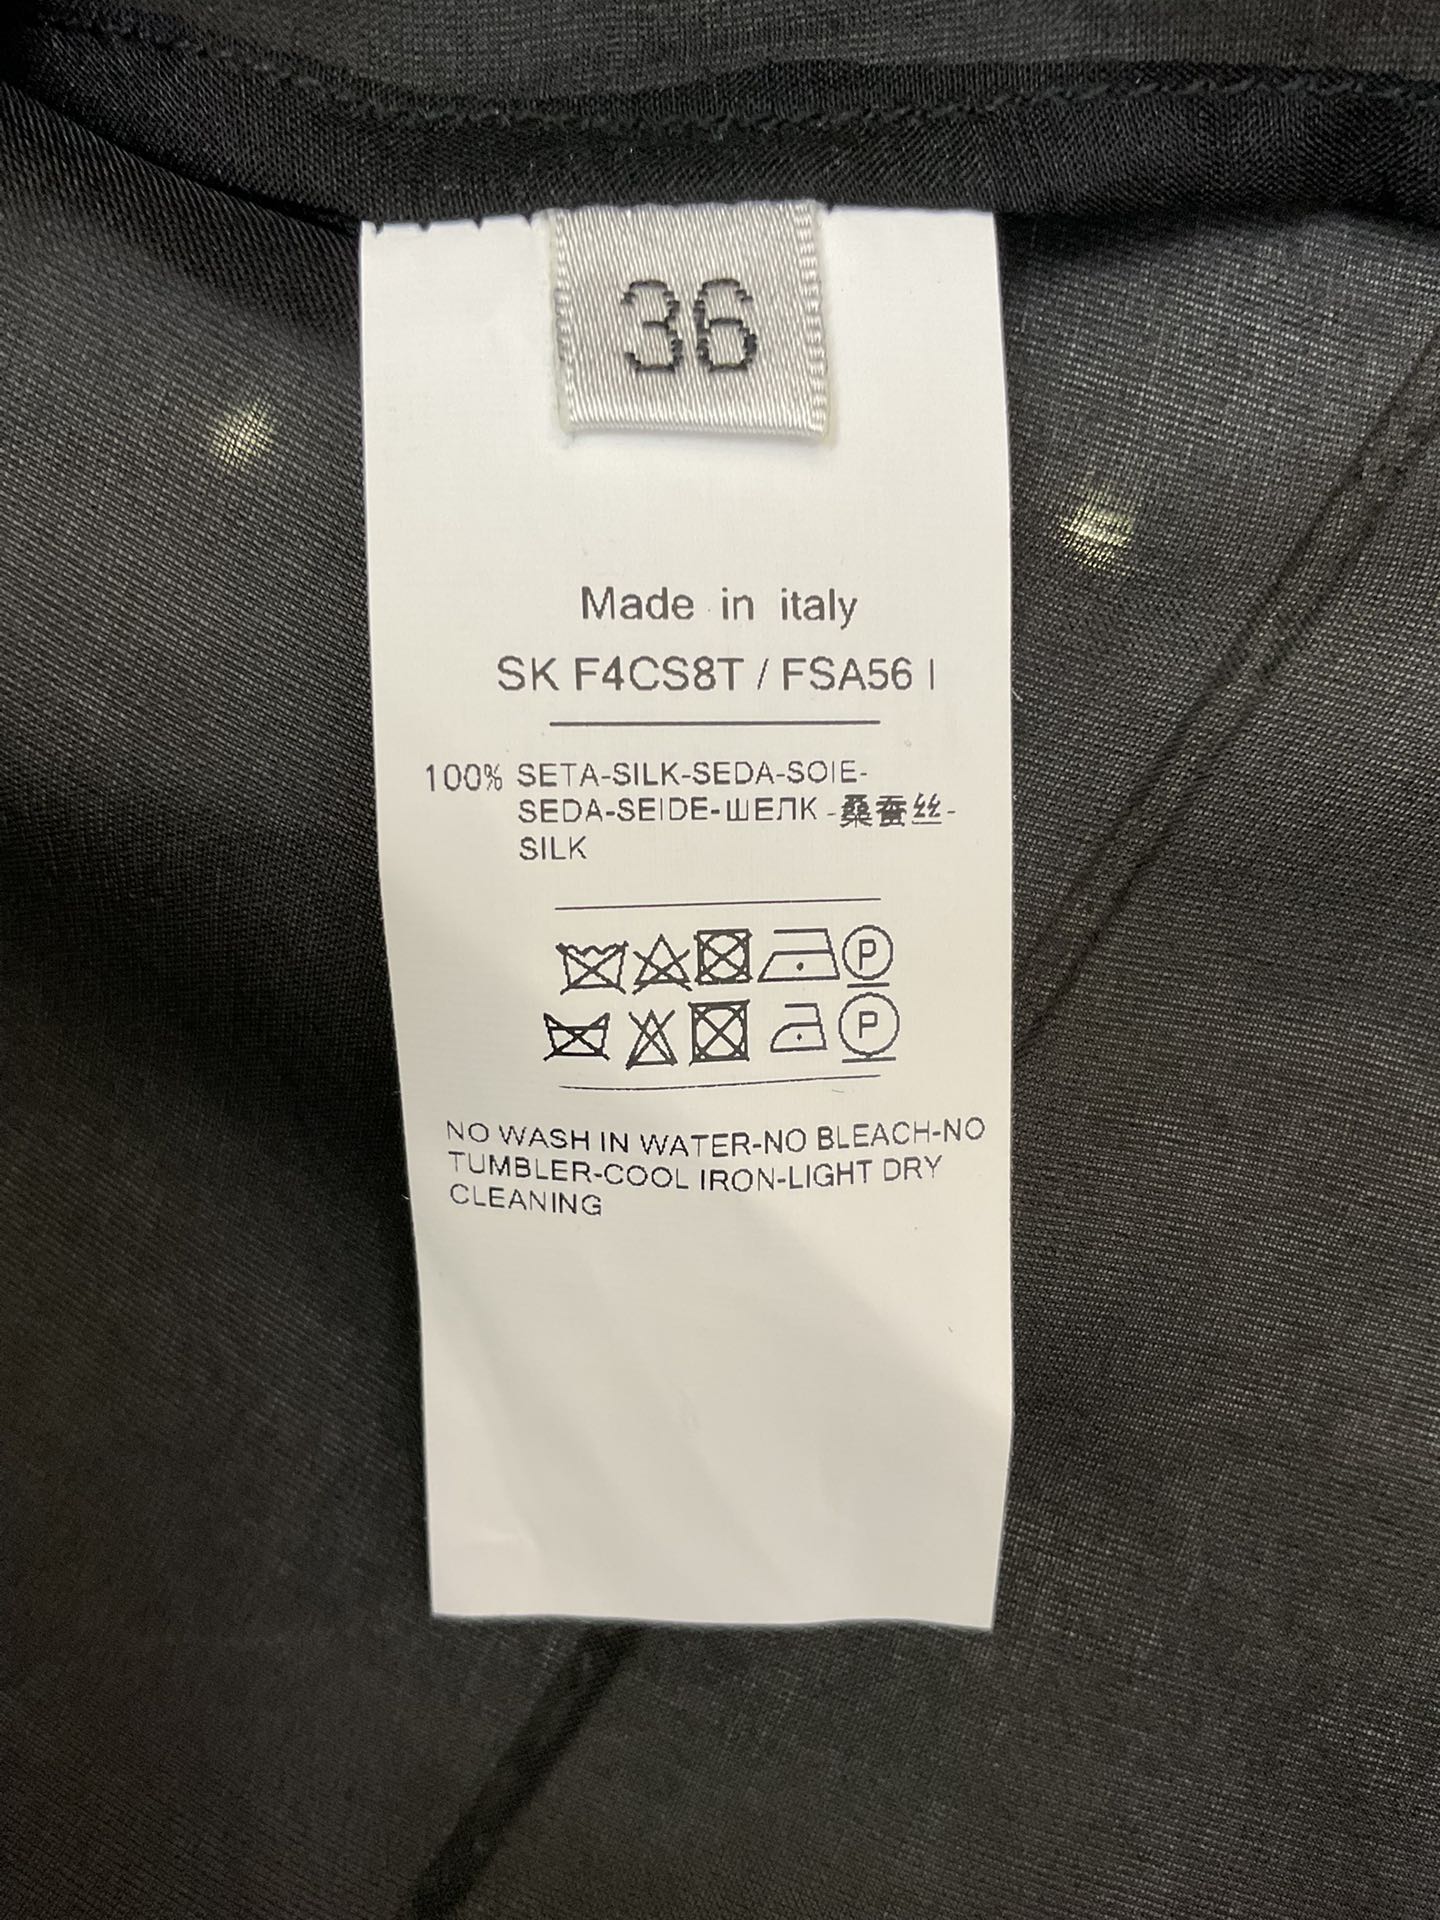 36
Made in italy
SK F4CS8T / FSA56 I
100% SETA-SILK-SEDA-SOIE-
SEDA-SEIDE-ШЕЛК -桑蚕丝-
SILK
P
P
NO WASH IN WATER-NO BLEACH-NO
TUMBLER-COOL IRON-LIGHT DRY
CLEANING